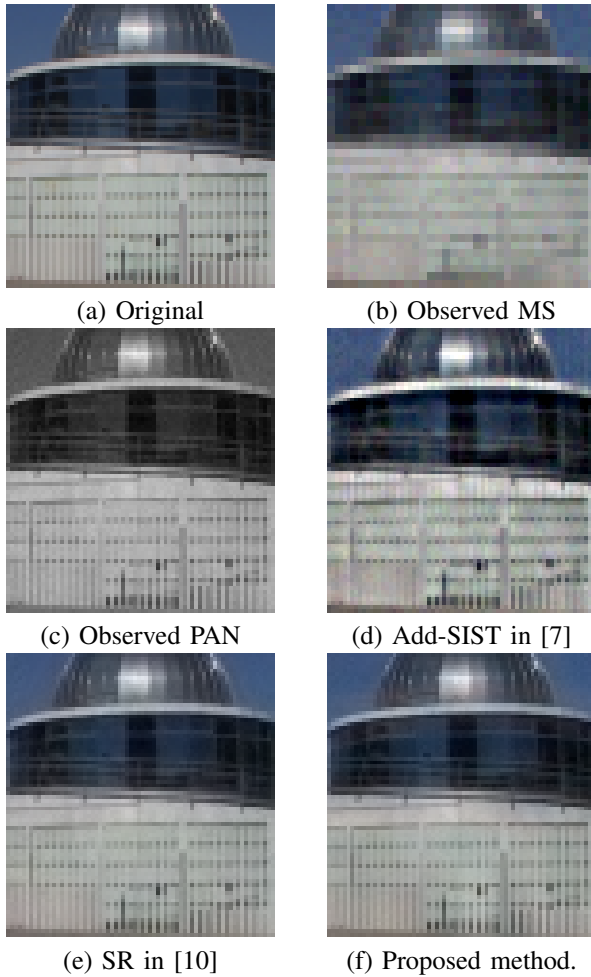 (a) Original
(b) Observed MS
(c) Observed PAN
(d) Add-SIST in [7]
(e) SR in [10]
(f) Proposed method.